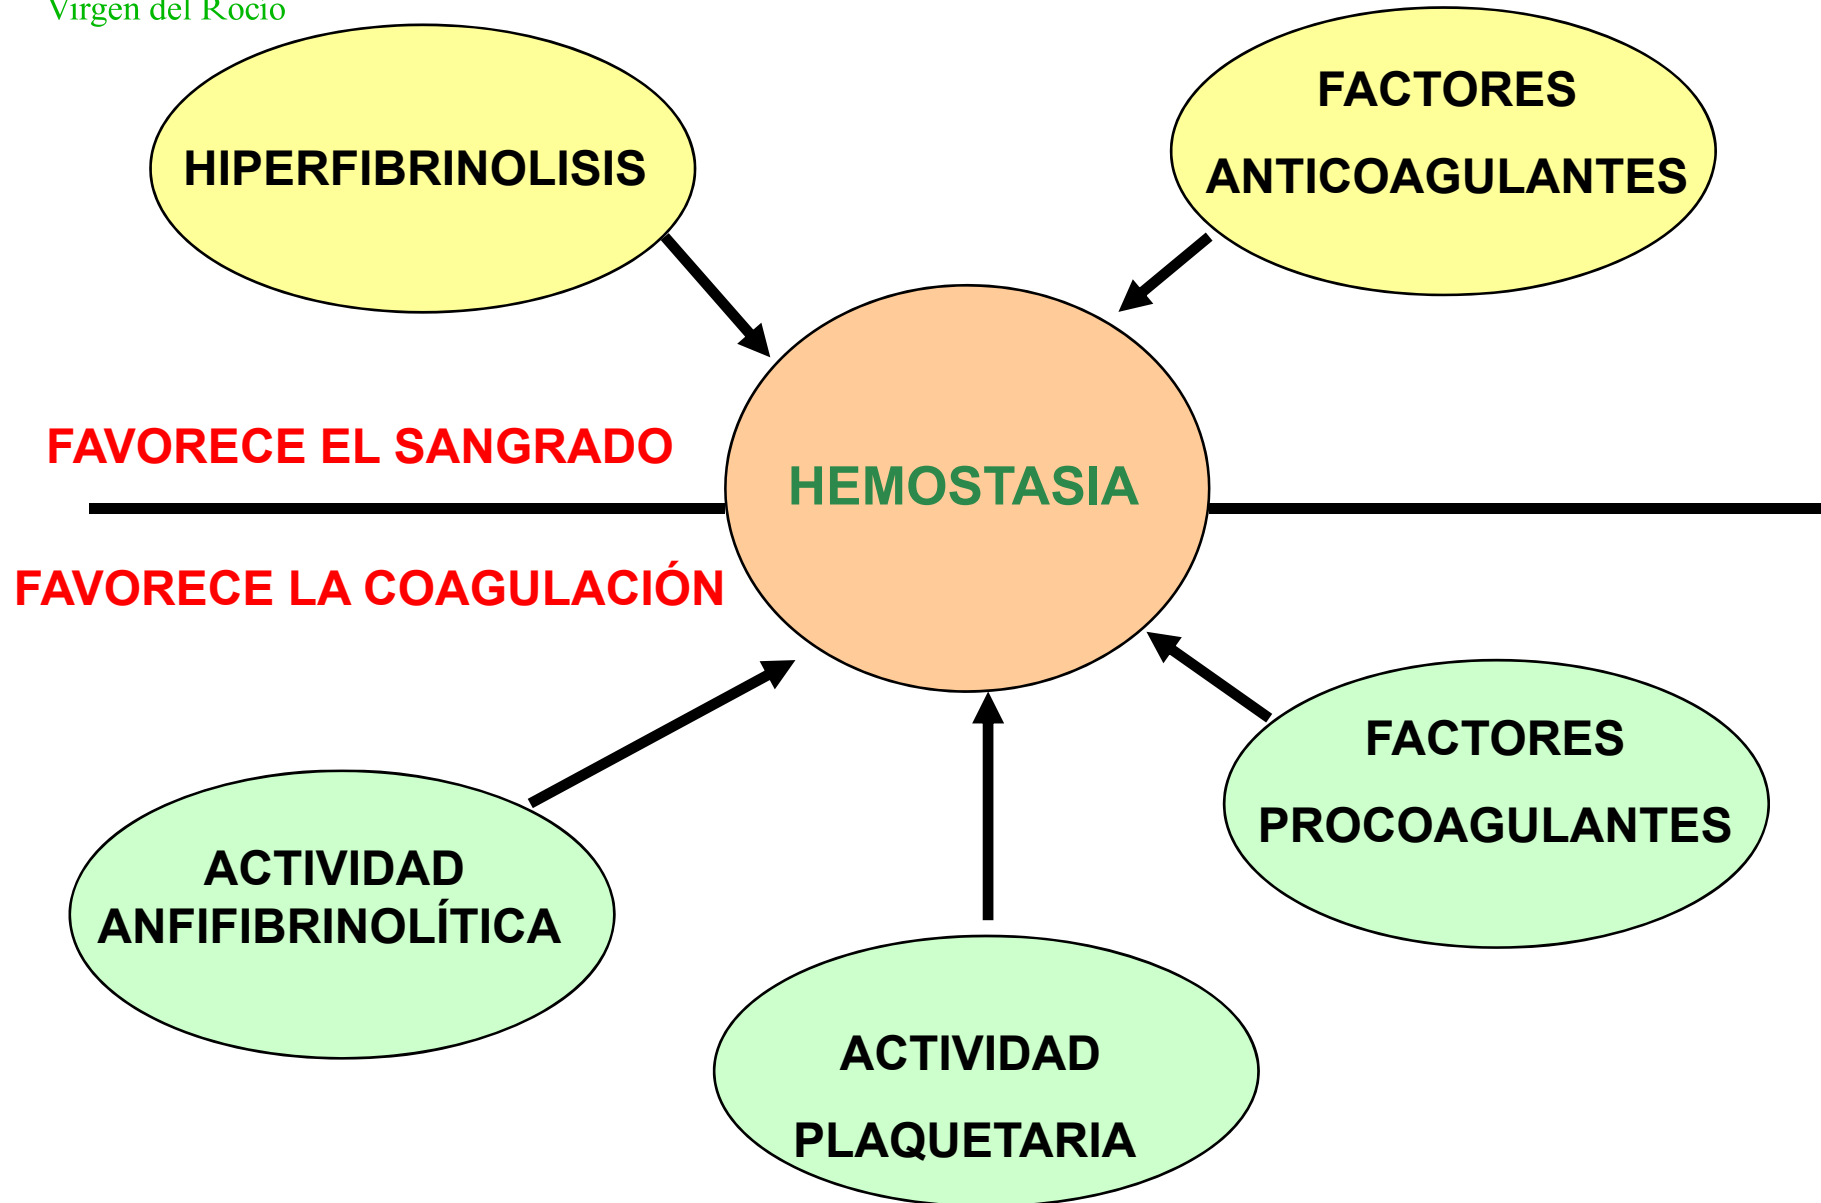 Virgen del Rocío
HIPERFIBRINOLISIS
FACTORES
ANTICOAGULANTES
FAVORECE EL SANGRADO
HEMOSTASIA
FAVORECE LA COAGULACIÓN
FACTORES
PROCOAGULANTES
ACTIVIDAD
ANFIFIBRINOLÍTICA
ACTIVIDAD
PLAQUETARIA